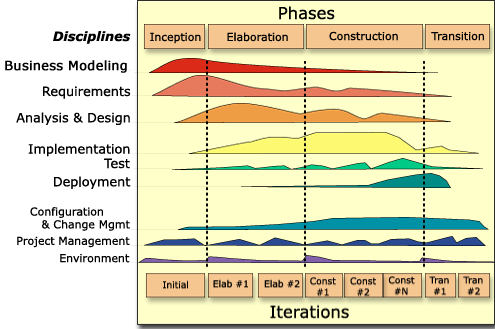 Phases
Disciplines
Inception
Elaboration
Construction
Transition
Business Modeling
Requirements
Analysis & Design
Implementation
Test
Deployment
Configuration
& Change Mgmt
Project Management
Environment
Initial
Elab #1
Elab #2
Const
#1
Const
#2
Const
#N
Tran
#1
Tran
#2
Iterations